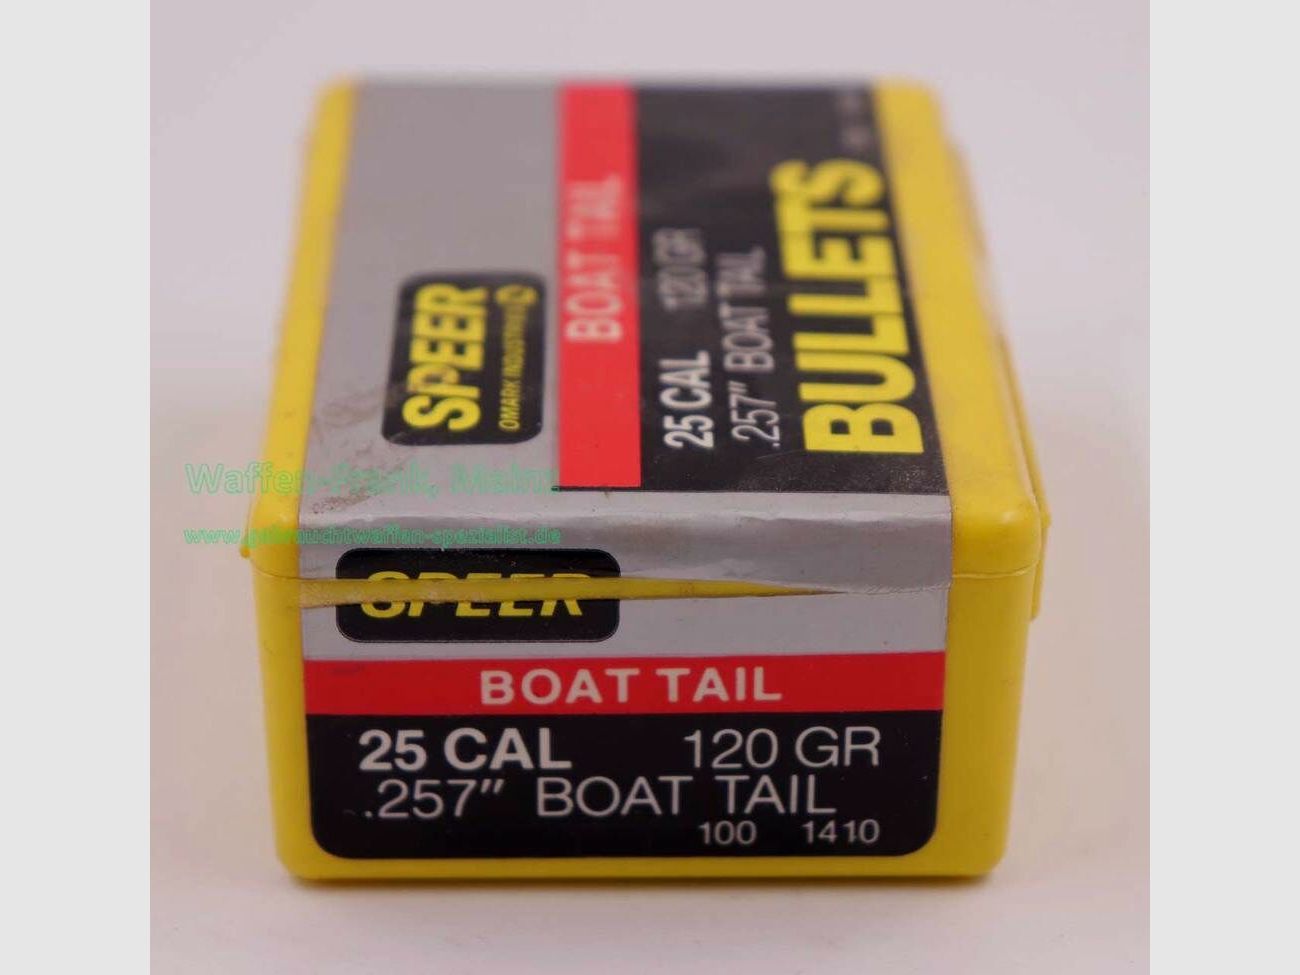 SPEER
OMARK INDUSTRIES
BOAT TAIL
25 CAL 120 GR
.257" BOAT TAIL
BULLETS
Waffen-Frank, Mainz
www.gebrauchtwaffen-spezialist.de
SPEER
BOAT TAIL
25 CAL 120 GR
.257" BOAT TAIL
100 1410